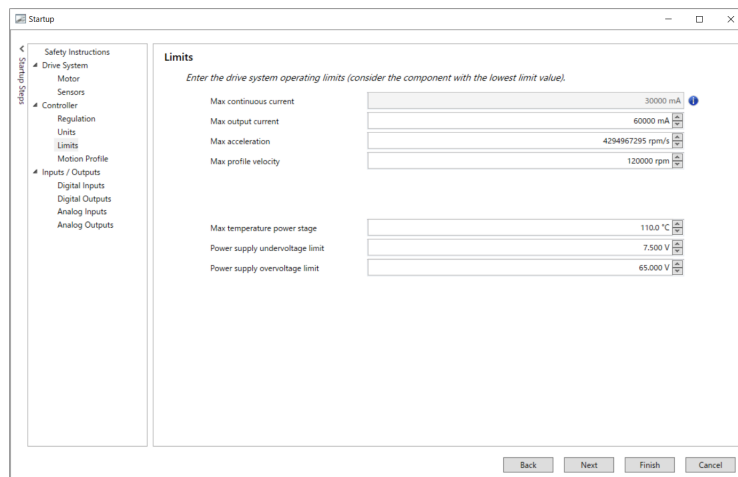 Startup
Startup Steps
Safety Instructions
Drive System
Motor
Sensors
Controller
Regulation
Units
Limits
Motion Profile
Inputs / Outputs
Digital Inputs
Digital Outputs
Analog Inputs
Analog Outputs
Limits
Enter the drive system operating limits (consider the component with the lowest limit value).
Max continuous current 30000 mA
Max output current 60000 mA
Max acceleration 4294967295 rpm/s
Max profile velocity 120000 rpm
Max temperature power stage 110.0 °C
Power supply undervoltage limit 7.500 V
Power supply overvoltage limit 65.000 V
Back Next Finish Cancel